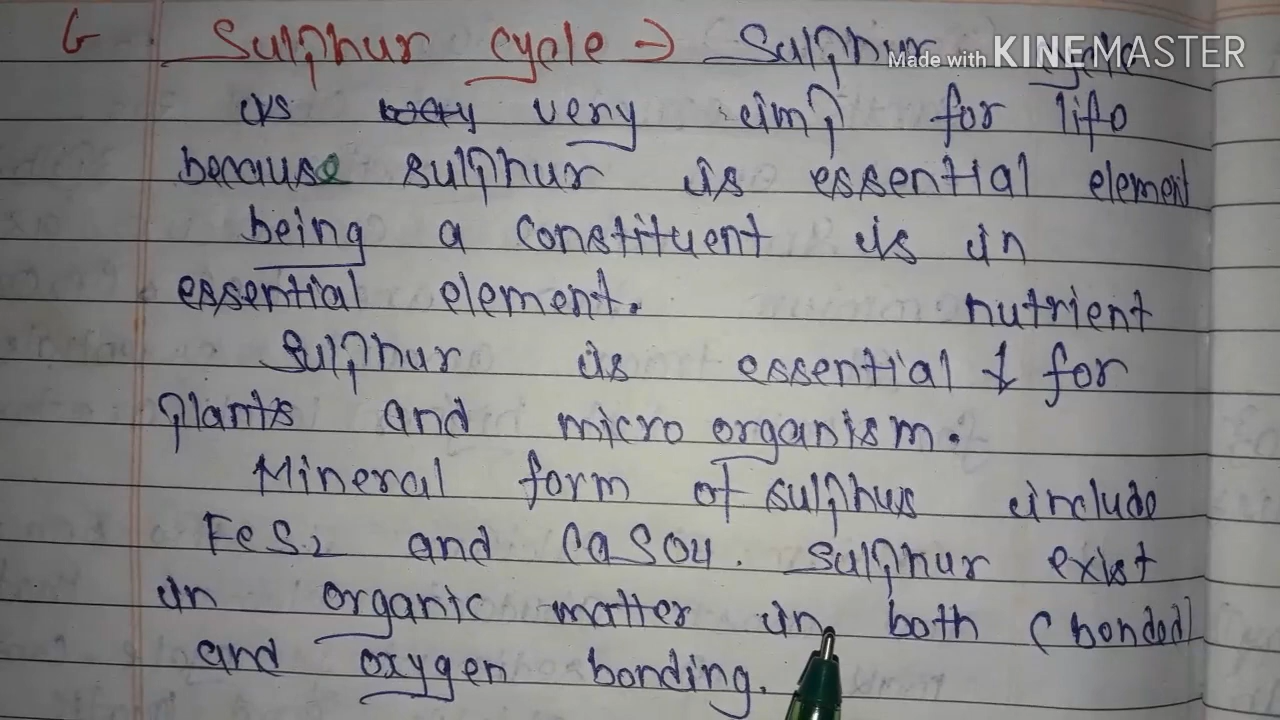 G Sulphur cycle → Sulphur cycle
Made with KINEMASTER
is very imp for life
because sulphur is essential element
being a constituent is in
essential element. nutrient
Sulphur is essential for
plants and micro organism.
Mineral form of sulphus include
FeS2 and CaSO4. Sulphur exist
in organic matter in both (bonded)
and oxygen bonding.